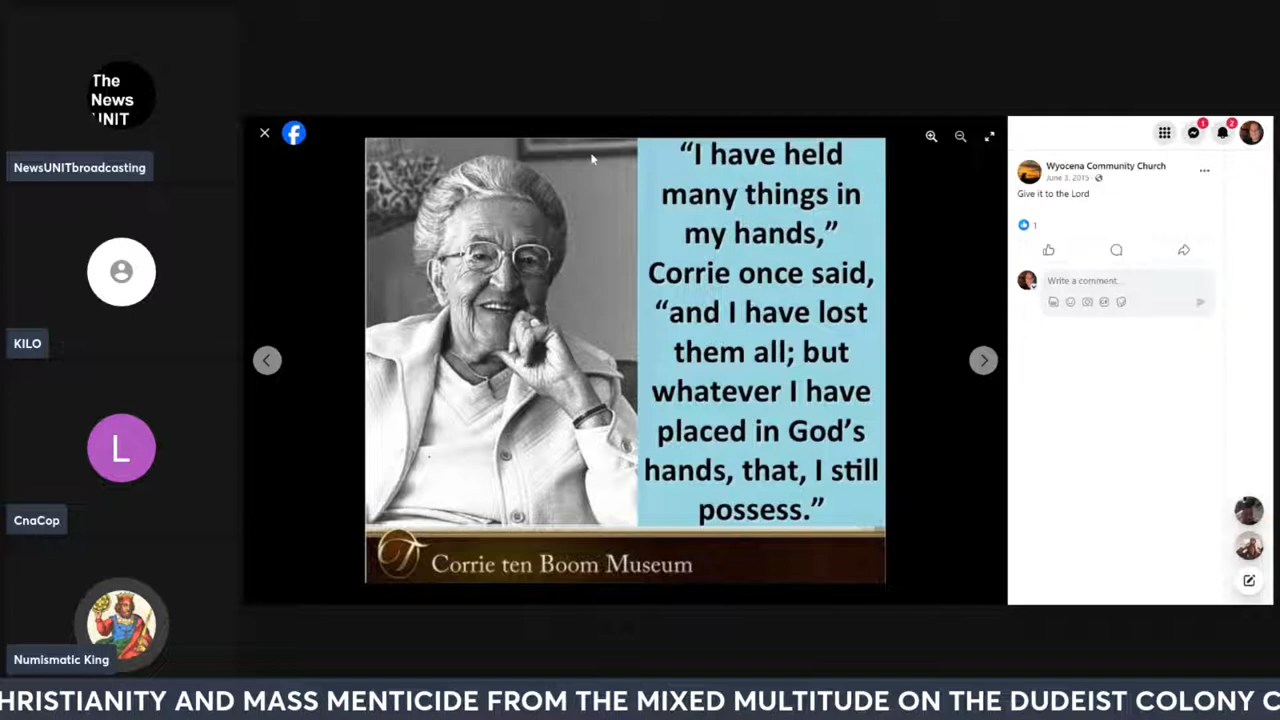 The
News
UNIT
NewsUNITbroadcasting
KILO
L
CnaCop
Numismatic King
“I have held
many things in
my hands,”
Corrie once said,
“and I have lost
them all; but
whatever I have
placed in God’s
hands, that, I still
possess.”
Corrie ten Boom Museum
1
2
Wyocena Community Church
June 3, 2015
Give it to the Lord
1
Write a comment...
HRISTIANITY AND MASS MENTICIDE FROM THE MIXED MULTITUDE ON THE DUDEIST COLONY